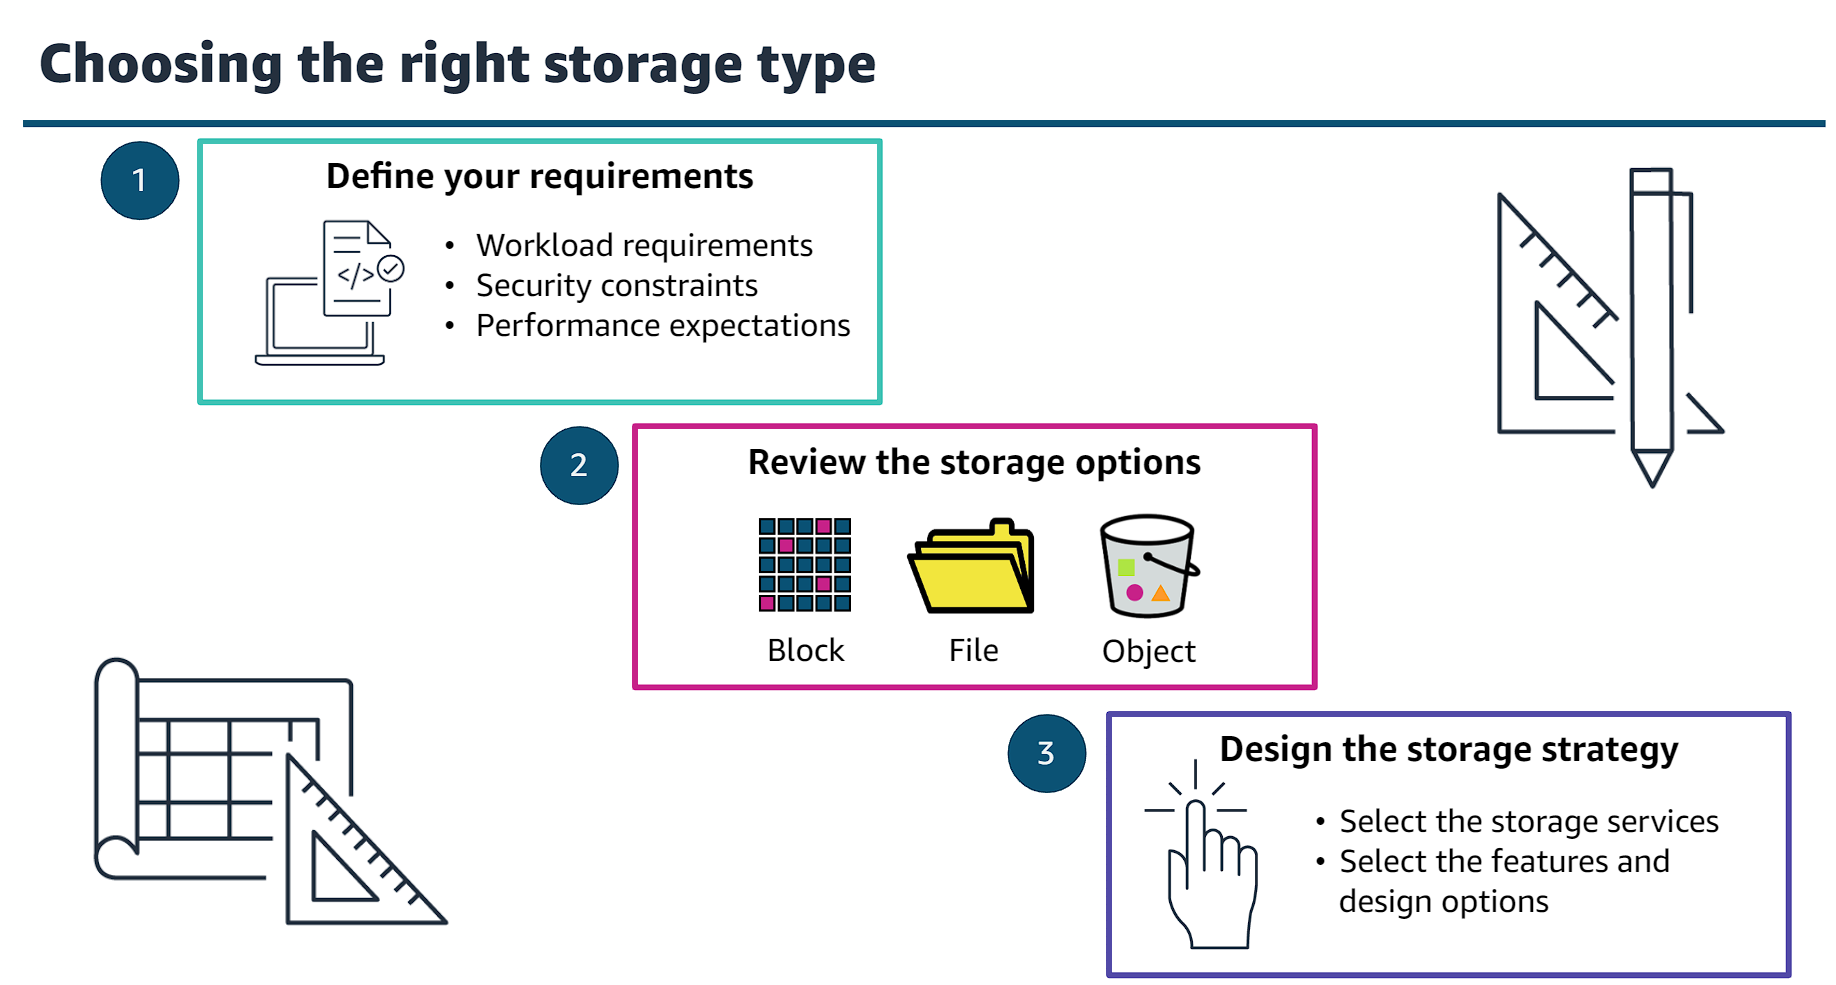 Choosing the right storage type
1
Define your requirements
</>
• Workload requirements
• Security constraints
• Performance expectations
2
Review the storage options
Block File Object
3
Design the storage strategy
• Select the storage services
• Select the features and
design options